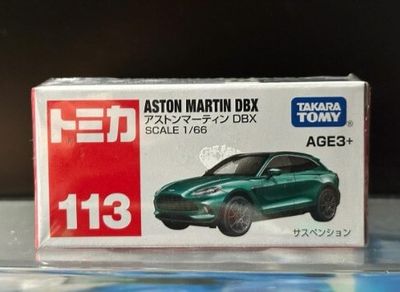 トミカ
113
ASTON MARTIN DBX
アストンマーティン DBX
SCALE 1/66
TAKARA
TOMY
AGE3+
サスペンション